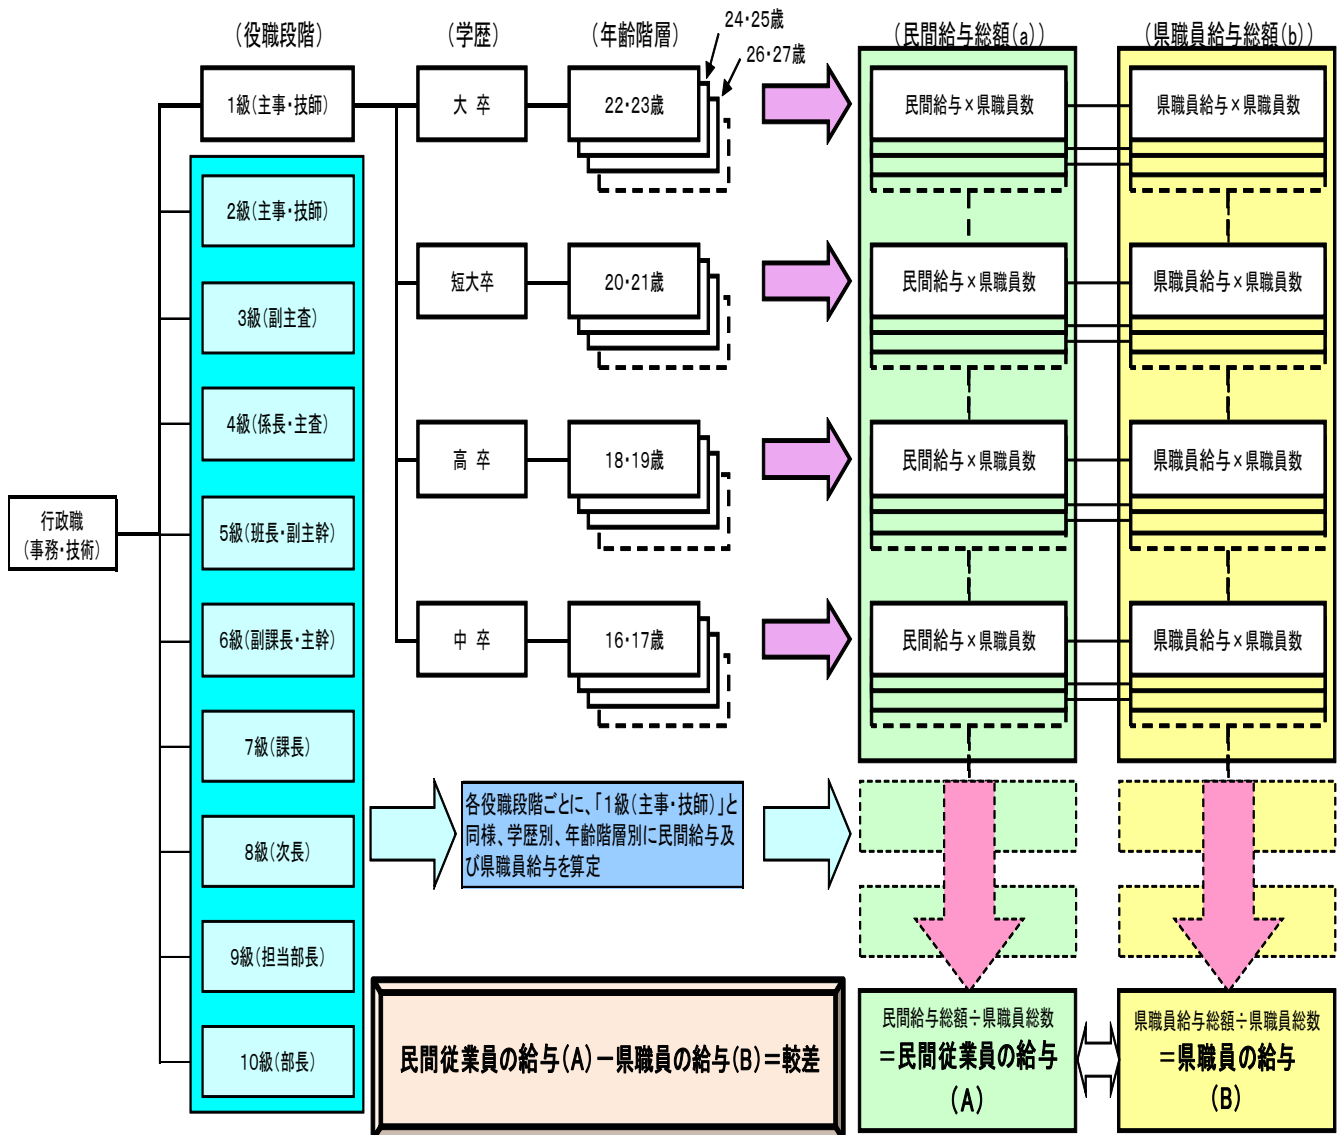 (役職段階)
(学歴)
(年齢階層)
24・25歳
26・27歳
(民間給与総額(a))
(県職員給与総額(b))
1級(主事・技師)
大 卒
22・23歳
民間給与×県職員数
県職員給与×県職員数
2級(主事・技師)
短大卒
20・21歳
民間給与×県職員数
県職員給与×県職員数
3級(副主査)
4級(係長・主査)
高 卒
18・19歳
民間給与×県職員数
県職員給与×県職員数
行政職
(事務・技術)
5級(班長・副主幹)
6級(副課長・主幹)
中 卒
16・17歳
民間給与×県職員数
県職員給与×県職員数
7級(課長)
8級(次長)
各役職段階ごとに、「1級(主事・技師)」と
同様、学歴別、年齢階層別に民間給与及
び県職員給与を算定
9級(担当部長)
10級(部長)
民間従業員の給与(A)-県職員の給与(B)=較差
民間給与総額÷県職員総数
=民間従業員の給与
(A)
県職員給与総額÷県職員総数
=県職員の給与
(B)